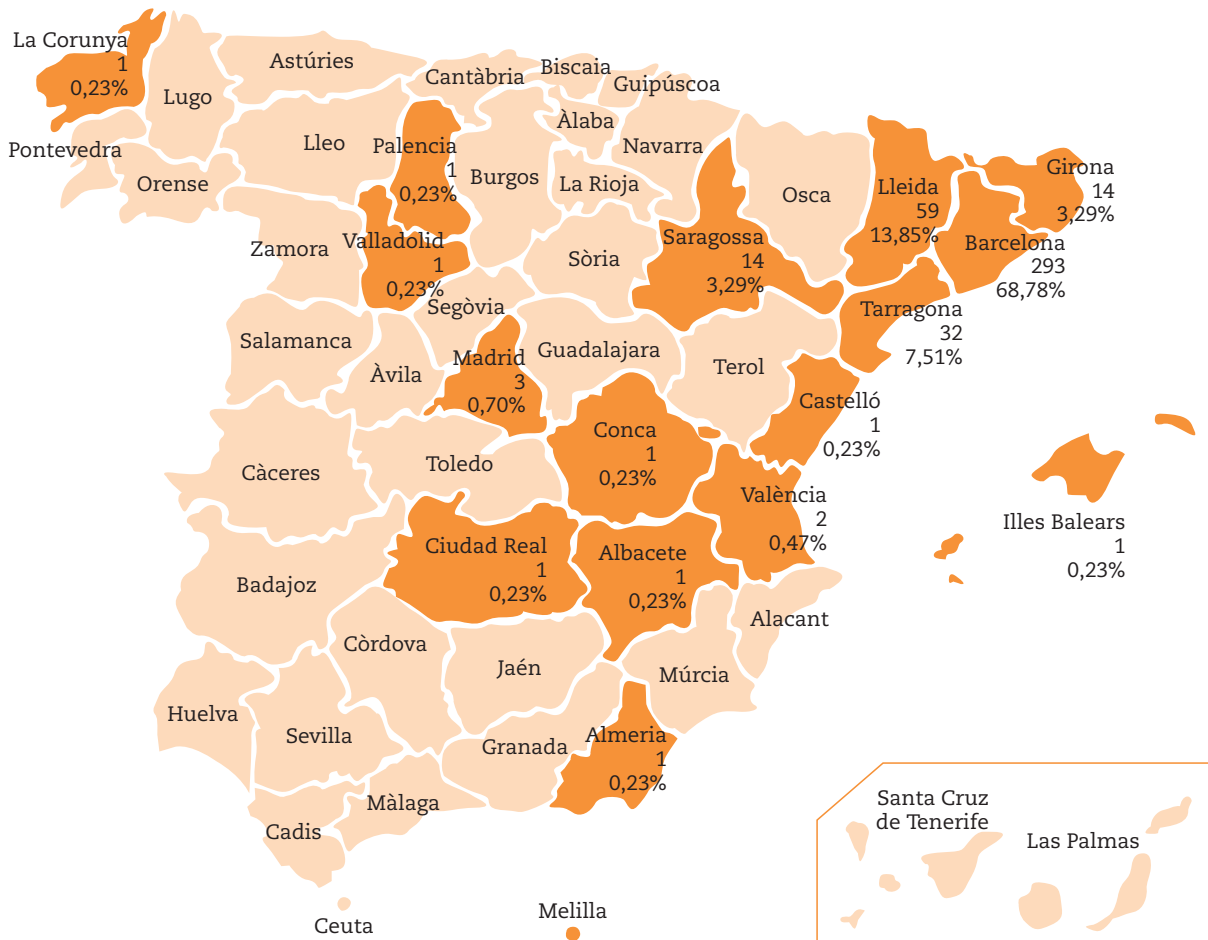 La Corunya
1
0,23%
Lugo
Astúries
Cantàbria
Biscaia
Guipúscoa
Àlaba
Navarra
Pontevedra
Orense
Lleo
Palencia
1
0,23%
Burgos
La Rioja
Osca
Lleida
59
13,85%
Girona
14
3,29%
Barcelona
293
68,78%
Zamora
Valladolid
1
0,23%
Sòria
Saragossa
14
3,29%
Segòvia
Tarragona
32
7,51%
Salamanca
Àvila
Madrid
3
0,70%
Guadalajara
Terol
Castelló
1
0,23%
Càceres
Toledo
Conca
1
0,23%
València
2
0,47%
Illes Balears
1
0,23%
Badajoz
Ciudad Real
1
0,23%
Albacete
1
0,23%
Alacant
Còrdova
Jaén
Múrcia
Huelva
Sevilla
Granada
Almeria
1
0,23%
Màlaga
Cadis
Ceuta
Melilla
Santa Cruz
de Tenerife
Las Palmas